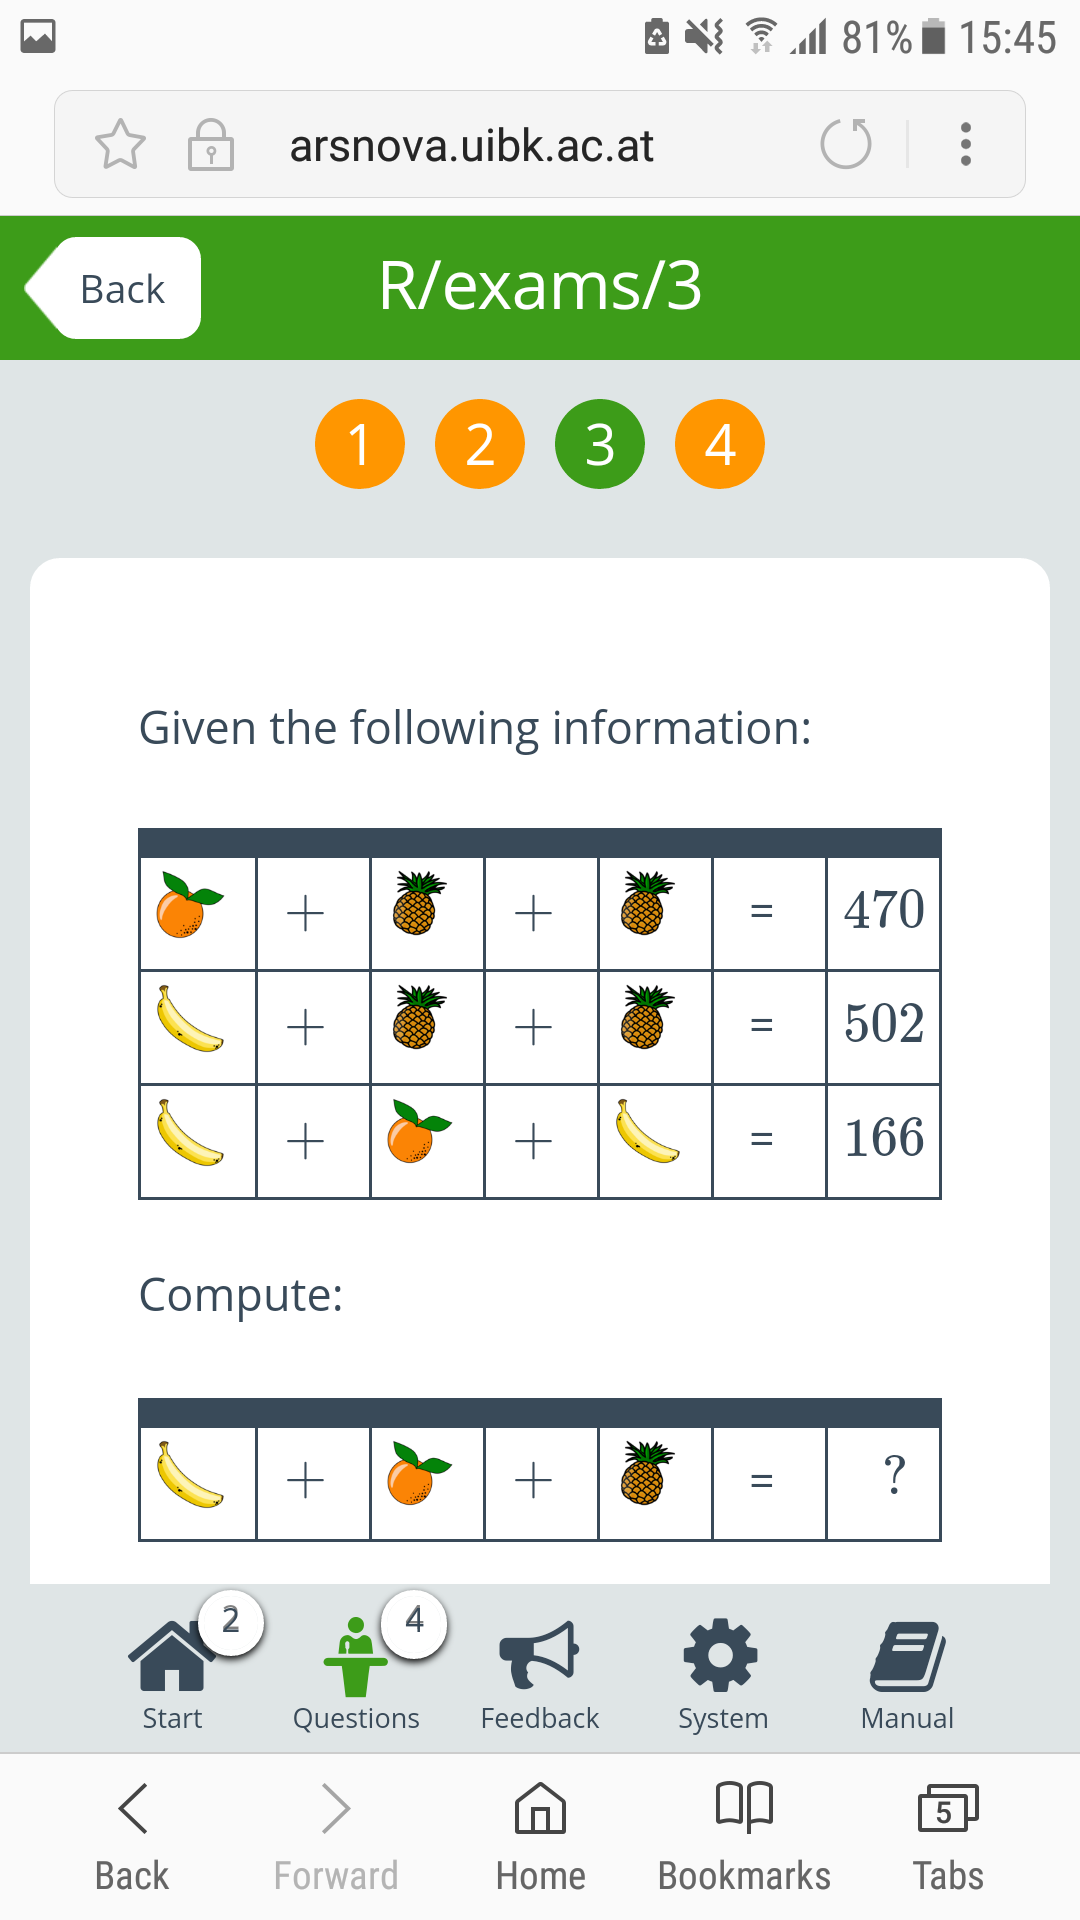 81% 15:45
arsnova.uibk.ac.at
Back R/exams/3
1 2 3 4
Given the following information:
+ + = 470
+ + = 502
+ + = 166
Compute:
+ + = ?
2 4
Start Questions Feedback System Manual
5
Back Forward Home Bookmarks Tabs